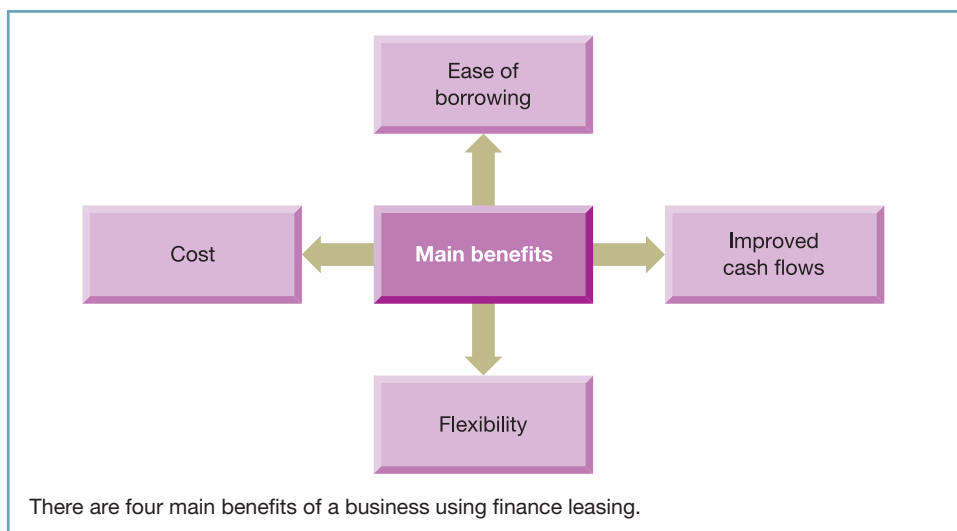 Ease of
borrowing
Cost
Main benefits
Improved
cash flows
Flexibility
There are four main benefits of a business using finance leasing.